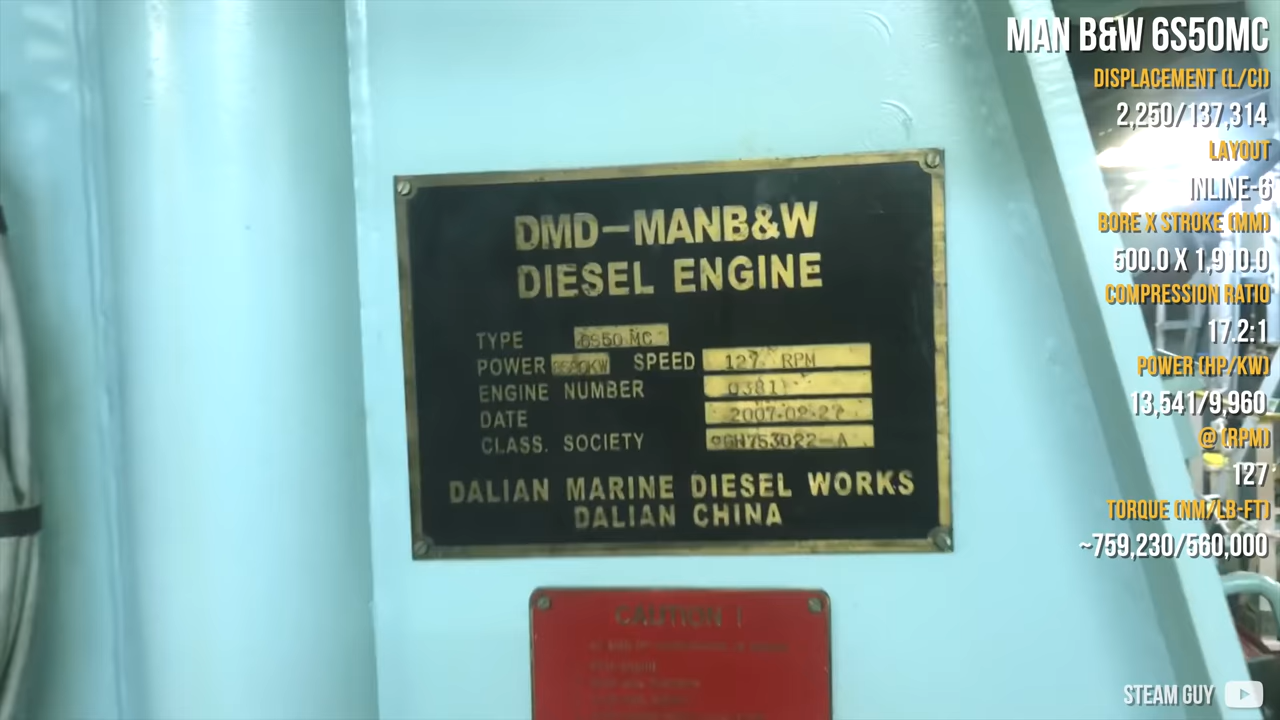 DMD-MANB&W
DIESEL ENGINE
TYPE 6S50 MC
POWER SPEED 127 RPM
ENGINE NUMBER
DATE 2007-02-27
CLASS. SOCIETY
DALIAN MARINE DIESEL WORKS
DALIAN CHINA
CAUTION !
MAN B&W 6S50MC
DISPLACEMENT (L/CI)
2,250/137,314
LAYOUT
INLINE-6
BORE X STROKE (MM)
500.0 X 1,910.0
COMPRESSION RATIO
17.2:1
POWER (HP/KW)
13,541/9,960
@ (RPM)
127
TORQUE (NM/LB-FT)
~759,230/560,000
STEAM GUY